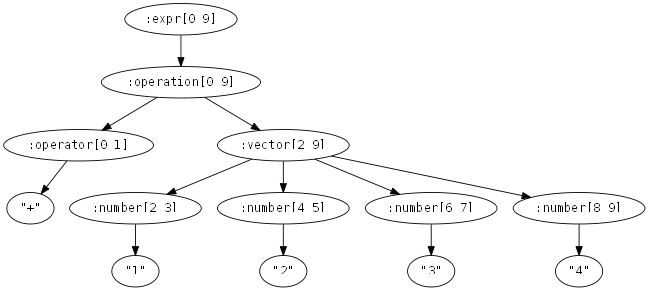 :expr[0 9]
:operation[0 9]
:operator[0 1] :vector[2 9]
"+" :number[2 3] :number[4 5] :number[6 7] :number[8 9]
"1" "2" "3" "4"